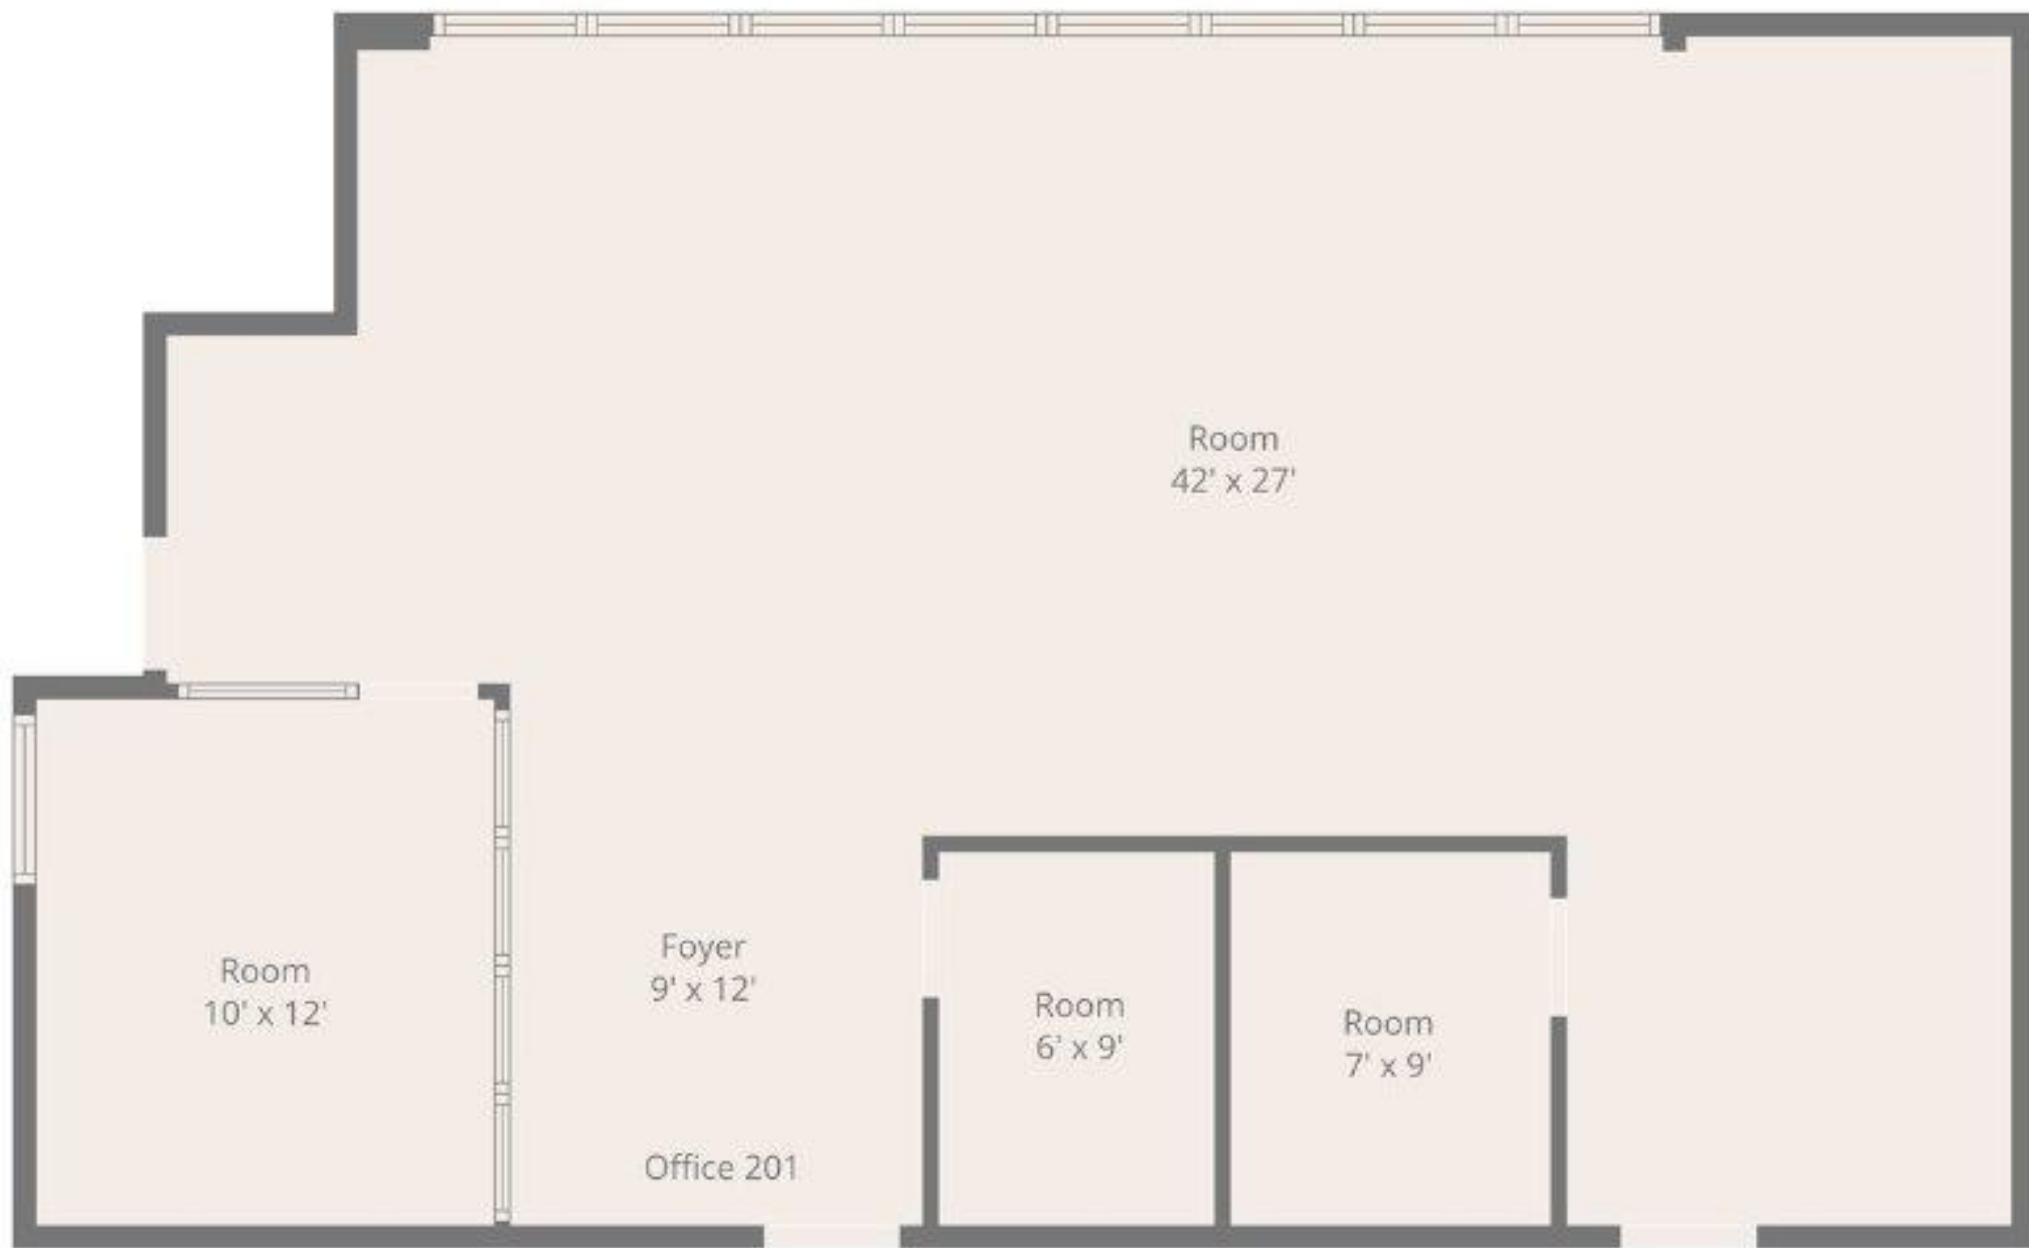 Room
42' x 27'
Foyer
9' x 12'
Room
10' x 12'
Room
6' x 9'
Room
7' x 9'
Office 201